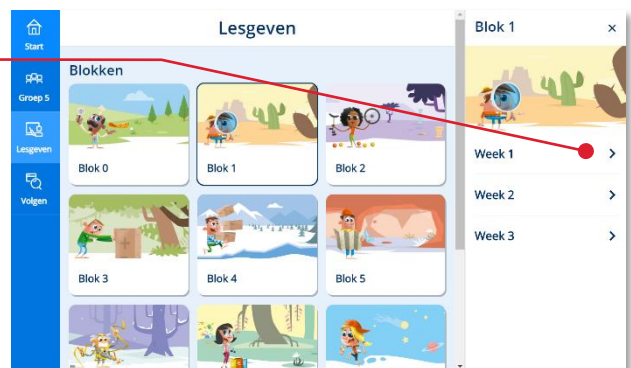 Start
Groep 5
Lesgeven
Volgen
Lesgeven
Blokken
Blok 0
Blok 1
Blok 2
Blok 3
Blok 4
Blok 5
Blok 1
Week 1
Week 2
Week 3